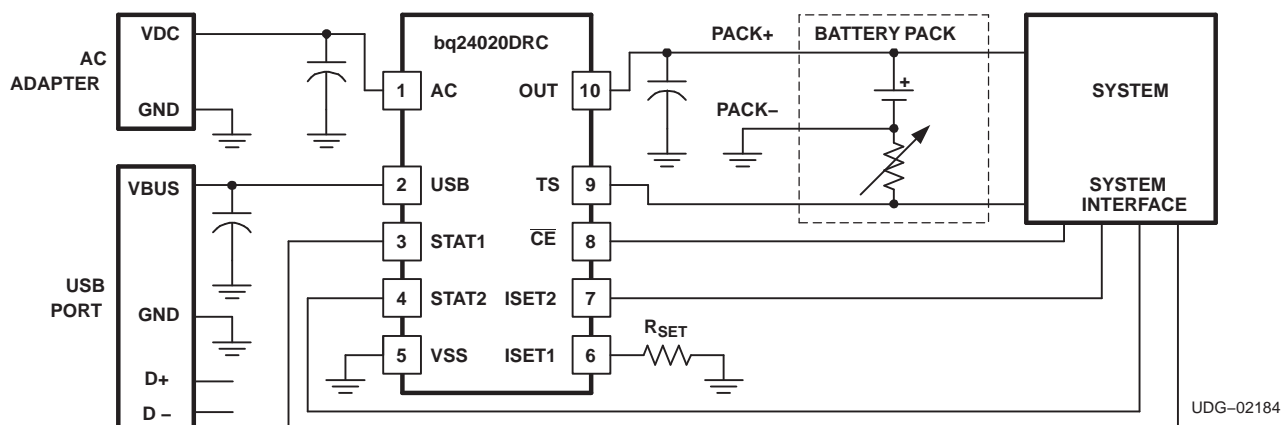 VDC
AC
ADAPTER
GND
bq24020DRC
1 AC OUT 10
PACK+
BATTERY PACK
+
PACK–
SYSTEM
SYSTEM
INTERFACE
VBUS
2 USB TS 9
3 STAT1 CE 8
USB
PORT
4 STAT2 ISET2 7
GND
5 VSS ISET1 6
RSET
D+
D –
UDG–02184